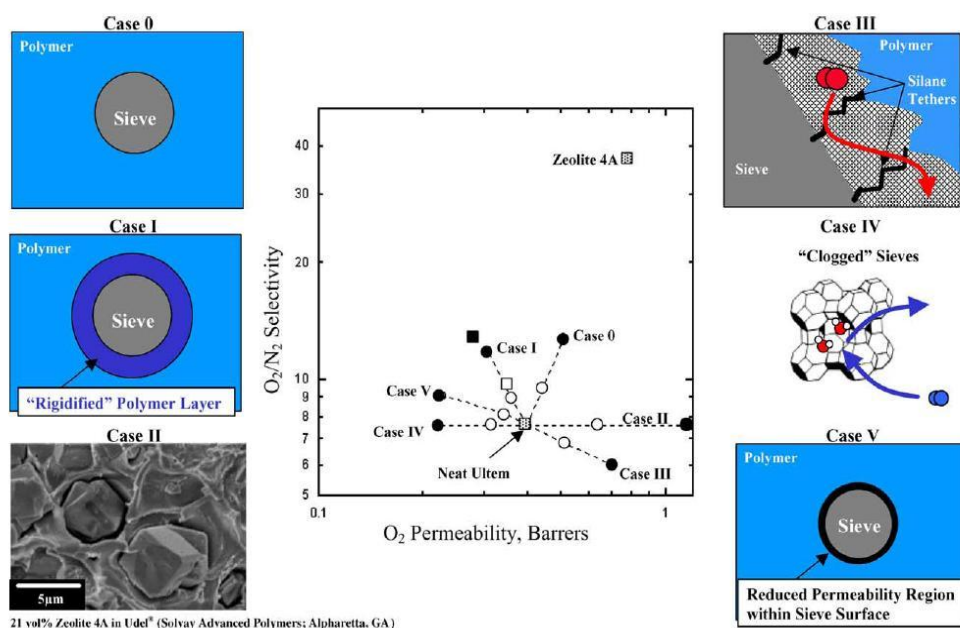 Case 0
Polymer
Sieve
Case I
Polymer
Sieve
"Rigidified" Polymer Layer
Case II
5μm
21 vol% Zeolite 4A in Udel® (Solvay Advanced Polymers; Alpharetta, GA)
O2/N2 Selectivity
40
30
20
10
9
8
7
6
5
0.1
1
O2 Permeability, Barrers
Zeolite 4A
Case I
Case 0
Case V
Case IV
Case II
Case III
Neat Ultem
Case III
Polymer
Silane
Tethers
Sieve
Case IV
"Clogged" Sieves
Case V
Polymer
Sieve
Reduced Permeability Region
within Sieve Surface